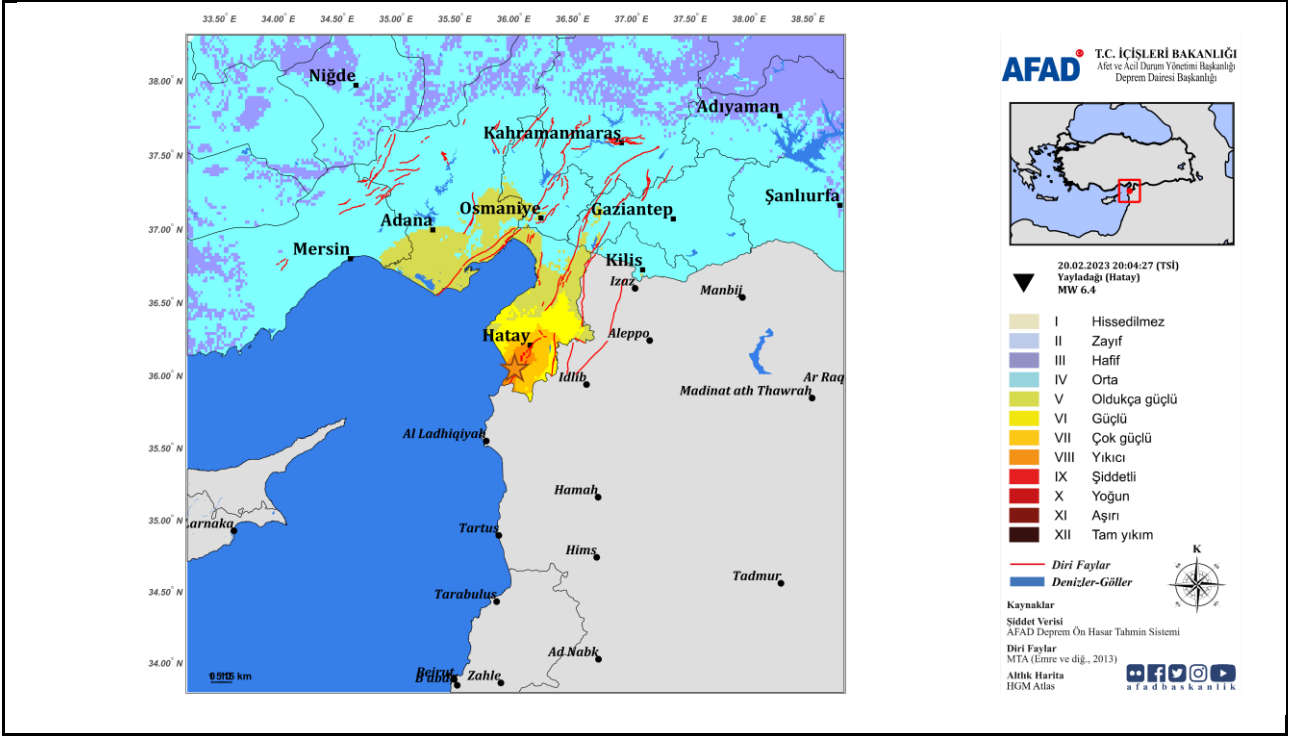 33.50° E 34.00° E 34.50° E 35.00° E 35.50° E 36.00° E 36.50° E 37.00° E 37.50° E 38.00° E 38.50° E
38.00° N
37.50° N
37.00° N
36.50° N
36.00° N
35.50° N
35.00° N
34.50° N
34.00° N
Niğde
Adıyaman
Kahramanmaraş
Şanlıurfa
Osmaniye
Gaziantep
Adana
Mersin
Kilis
Izaz
Manbij
Hatay
Aleppo
Idlib
Ar Raq
Madinat ath Thawrah
Al Ladhiqiyah
Hamah
Larnaka
Tartus
Hims
Tadmur
Tarabulus
Ad Nabk
Beirut
Zahle
km
AFAD
T.C. İÇİŞLERİ BAKANLIĞI
Afet ve Acil Durum Yönetimi Başkanlığı
Deprem Dairesi Başkanlığı
20.02.2023 20:04:27 (TSİ)
Yayladağı (Hatay)
MW 6.4
I Hissedilmez
II Zayıf
III Hafif
IV Orta
V Oldukça güçlü
VI Güçlü
VII Çok güçlü
VIII Yıkıcı
IX Şiddetli
X Yoğun
XI Aşırı
XII Tam yıkım
K
Diri Faylar
Denizler-Göller
Kaynaklar
Şiddet Verisi
AFAD Deprem Ön Hasar Tahmin Sistemi
Diri Faylar
MTA (Emre ve diğ., 2013)
Altlık Harita
HGM Atlas
afadbaskanlik